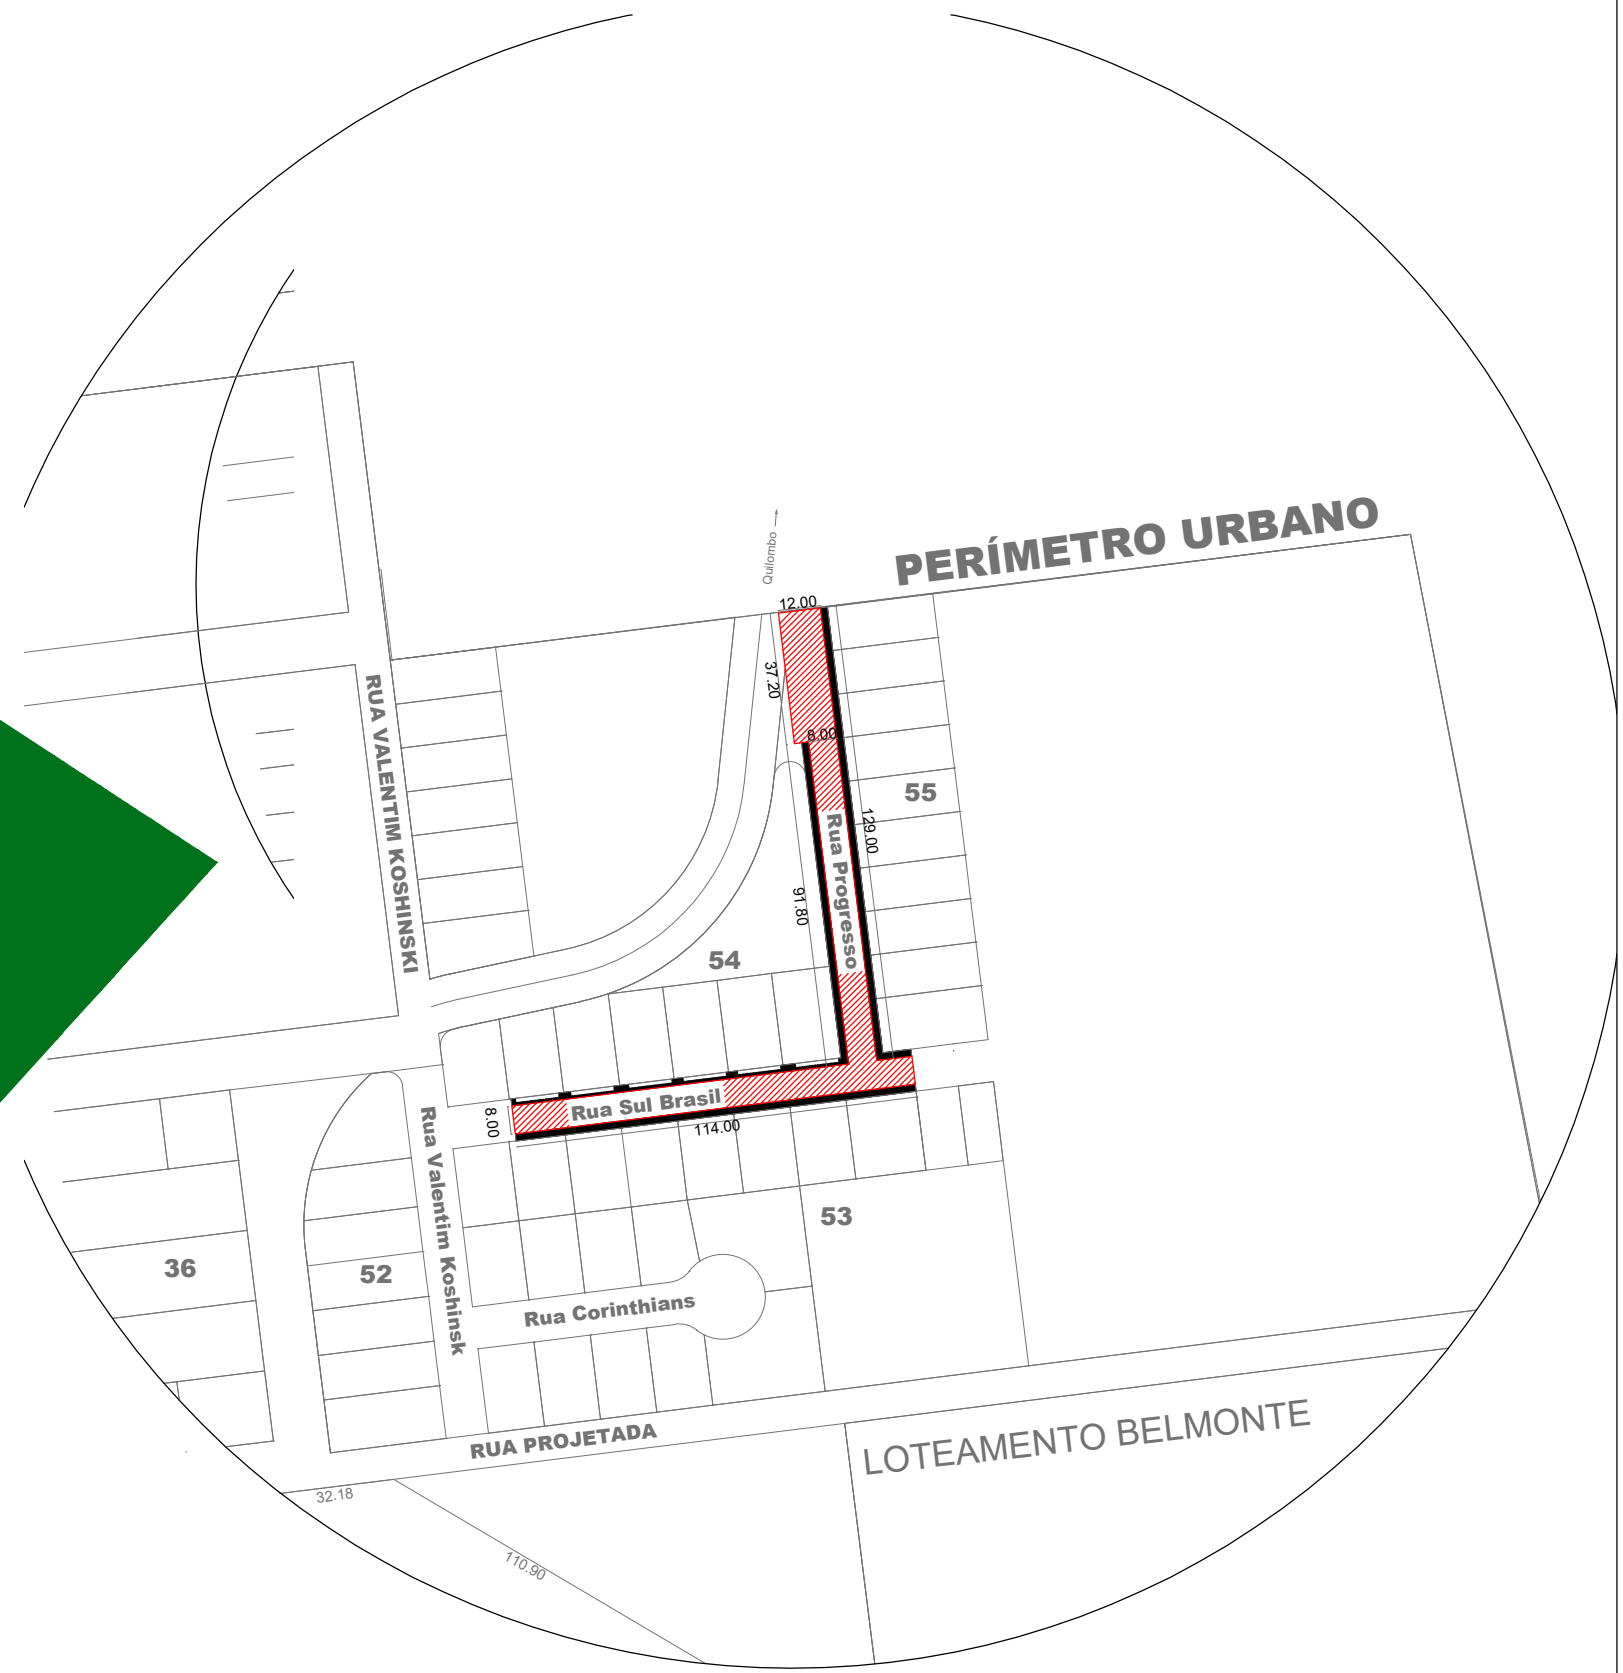 PERÍMETRO URBANO
Quilombo
12.00
37.20
8.00
RUA VALENTIM KOSHINSKI
55
129.00
Rua Progresso
91.80
54
Rua Sul Brasil
8.00
114.00
Rua Valentim Koshinsk
53
36
52
Rua Corinthians
RUA PROJETADA
LOTEAMENTO BELMONTE
32.18
110.90